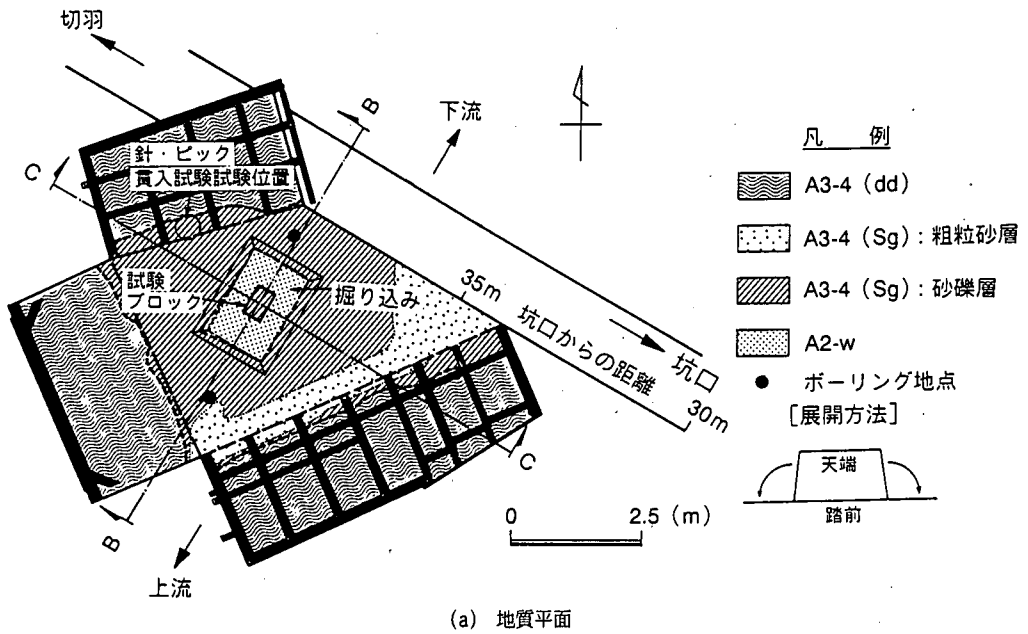 切羽
B
下流
C
針・ピック
貫入試験試験位置
試験
ブロック
掘り込み
35m
坑口からの距離
坑口
30m
C
B
上流
0 2.5 (m)
凡 例
A3-4 (dd)
A3-4 (Sg) : 粗粒砂層
A3-4 (Sg) : 砂礫層
A2-w
ボーリング地点
[展開方法]
天端
踏前
(a) 地質平面